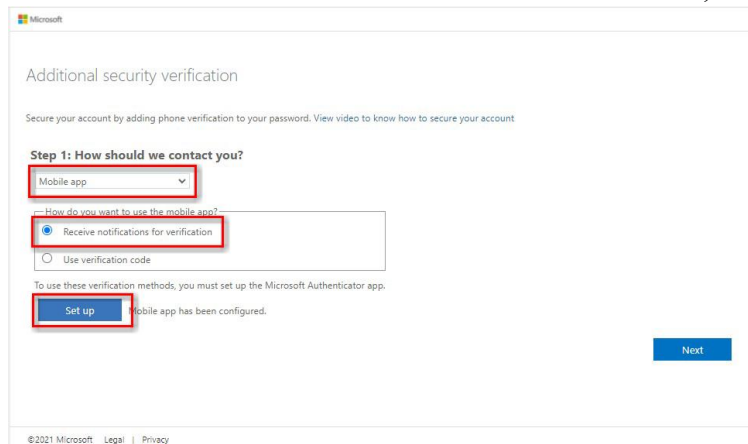 Microsoft
Additional security verification
Secure your account by adding phone verification to your password. View video to know how to secure your account
Step 1: How should we contact you?
Mobile app
How do you want to use the mobile app?
Receive notifications for verification
Use verification code
To use these verification methods, you must set up the Microsoft Authenticator app.
Set up Mobile app has been configured.
Next
©2021 Microsoft Legal | Privacy